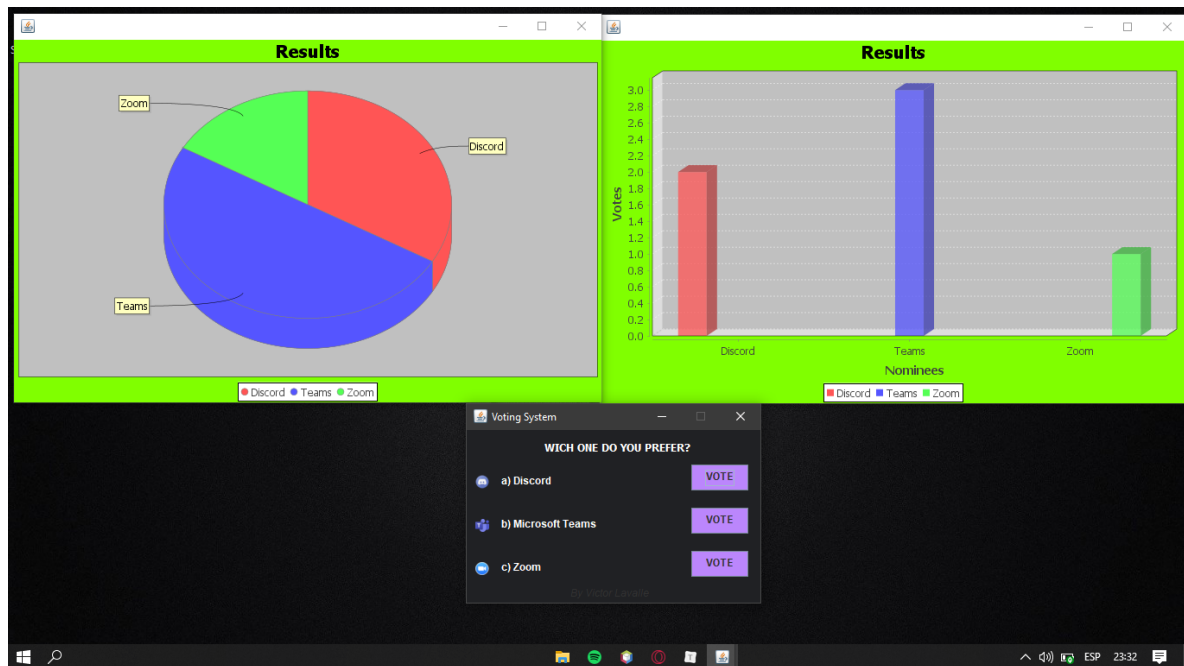 Results
Zoom
Discord
Teams
Discord Teams Zoom
Results
3.0
2.8
2.6
2.4
2.2
2.0
1.8
1.6
1.4
1.2
1.0
0.8
0.6
0.4
0.2
0.0
Votes
Discord Teams Zoom
Nominees
Discord Teams Zoom
Voting System
WICH ONE DO YOU PREFER?
a) Discord VOTE
b) Microsoft Teams VOTE
c) Zoom VOTE
By Victor Lavalle
ESP 23:32